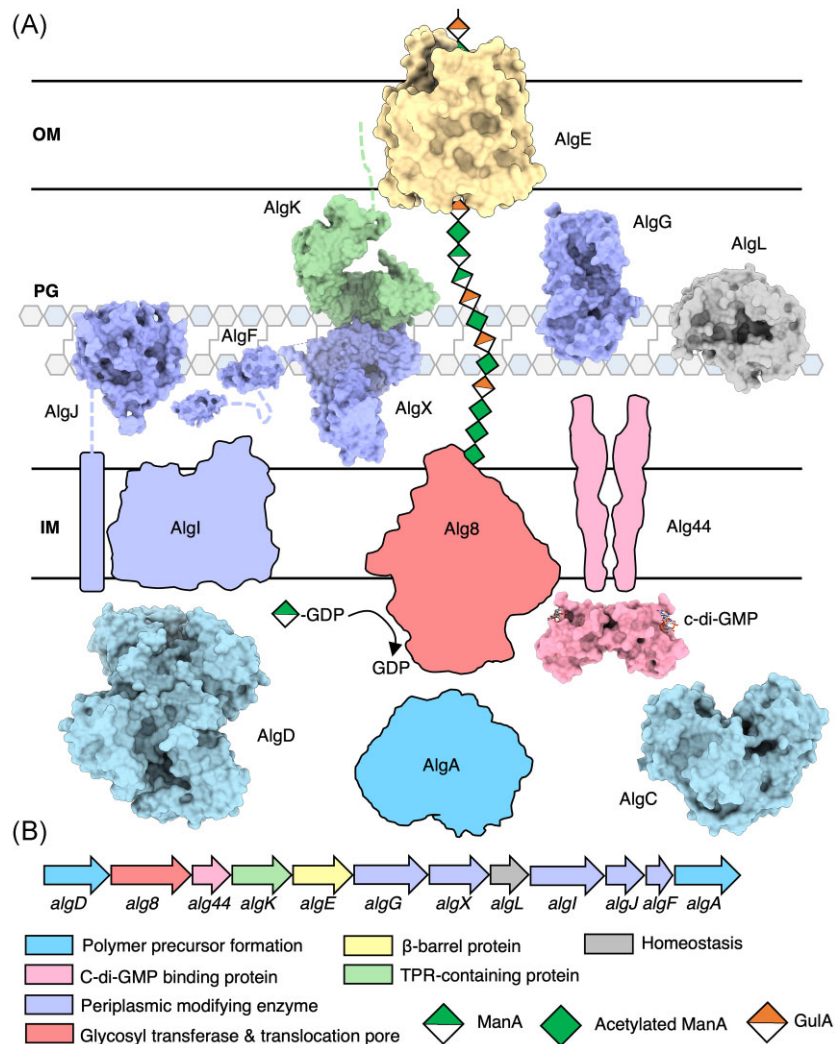 (A)
OM
AlgE
AlgK
AlgG
AlgL
PG
AlgF
AlgJ
AlgX
IM
AlgI
Alg8
Alg44
-GDP
c-di-GMP
GDP
AlgD
AlgA
AlgC
(B)
algD alg8 alg44 algK algE algG algX algL algI algJ algF algA
Polymer precursor formation β-barrel protein Homeostasis
C-di-GMP binding protein TPR-containing protein
Periplasmic modifying enzyme ManA Acetylated ManA GulA
Glycosyl transferase & translocation pore